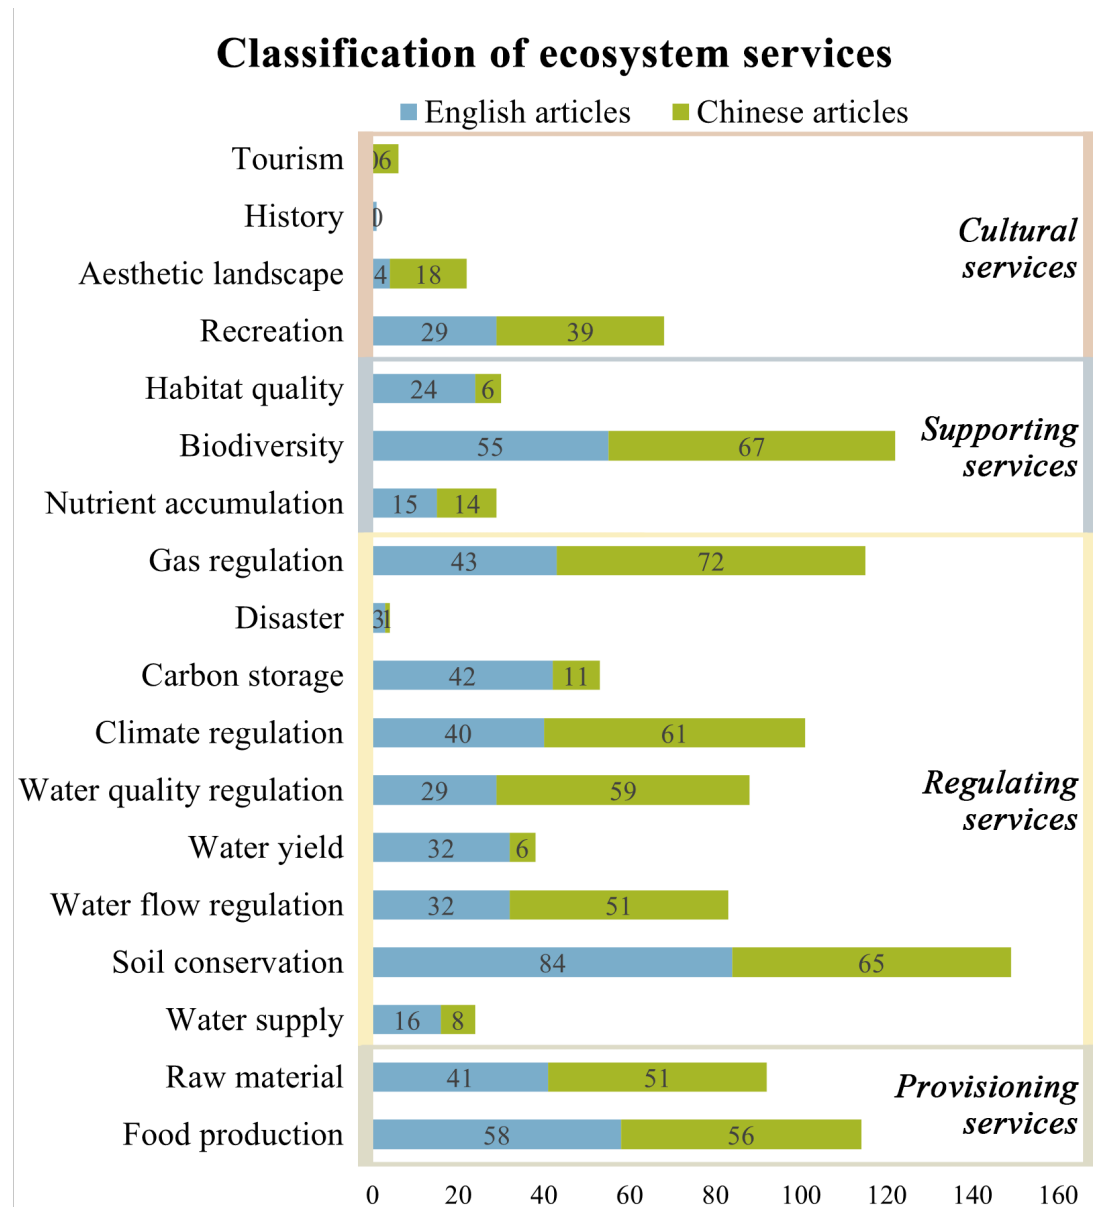 Classification of ecosystem services
English articles Chinese articles
Tourism 06
History 0
Cultural
services
Aesthetic landscape 4 18
Recreation 29 39
Habitat quality 24 6
Supporting
services
Biodiversity 55 67
Nutrient accumulation 15 14
Gas regulation 43 72
Disaster 31
Carbon storage 42 11
Climate regulation 40 61
Regulating
services
Water quality regulation 29 59
Water yield 32 6
Water flow regulation 32 51
Soil conservation 84 65
Water supply 16 8
Raw material 41 51
Provisioning
services
Food production 58 56
0 20 40 60 80 100 120 140 160